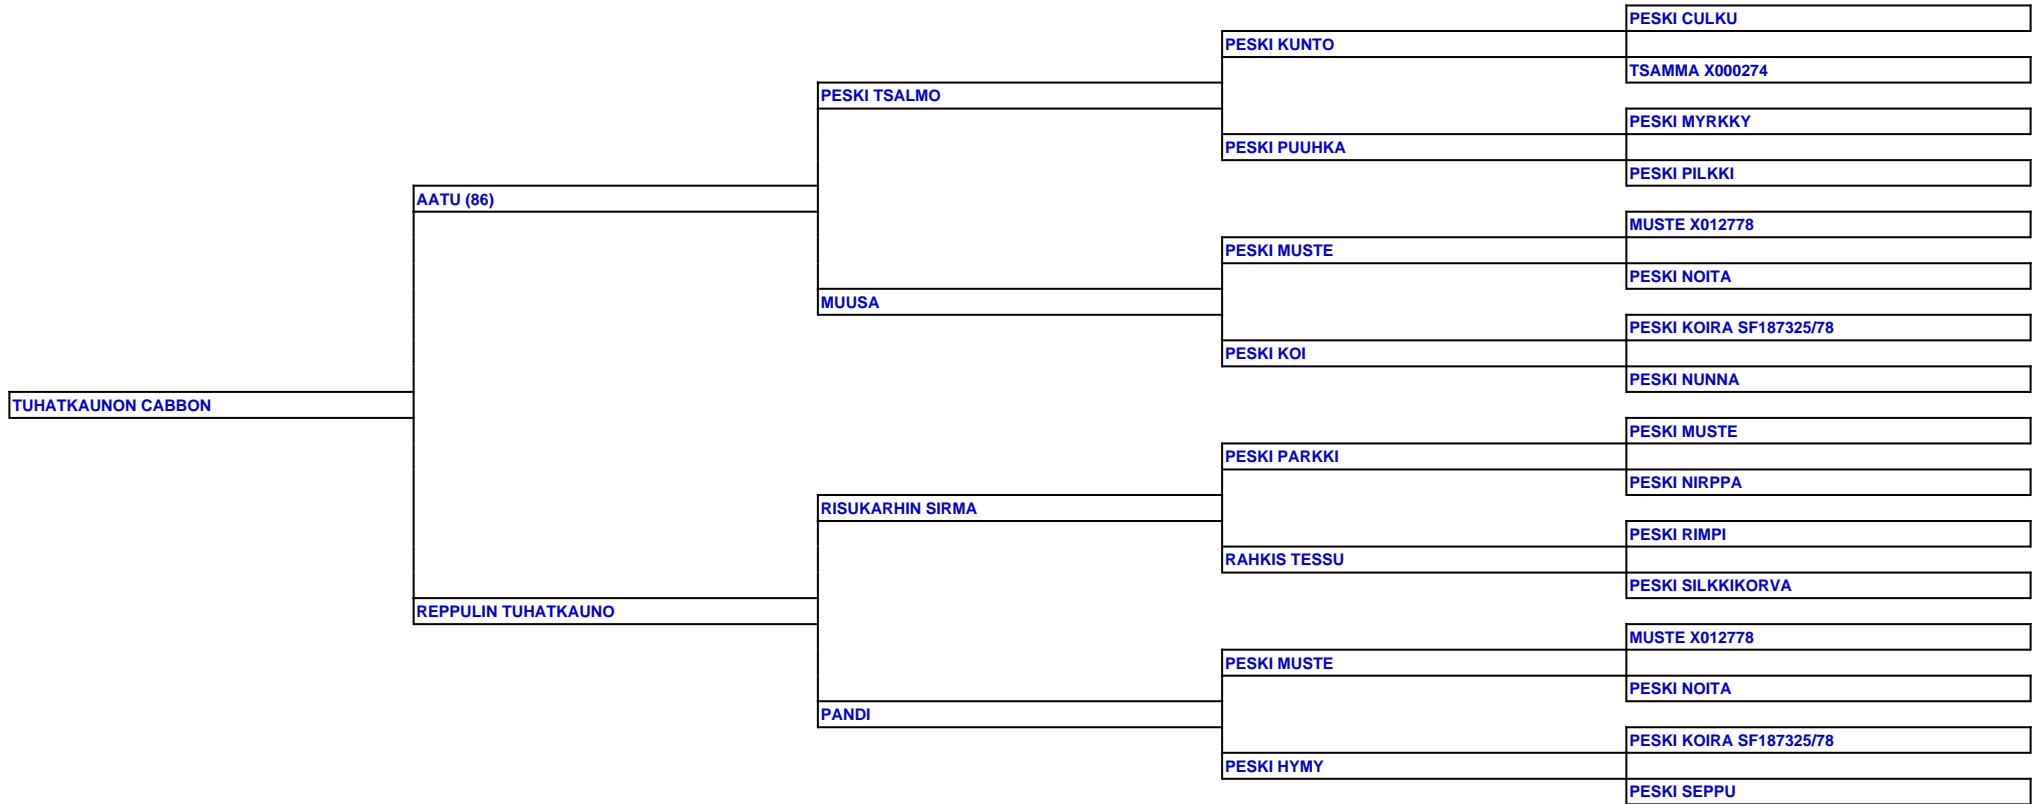 PESKI CULKU
PESKI KUNTO
TSAMMA X000274
PESKI TSALMO
PESKI MYRKKY
PESKI PUUHKA
PESKI PILKKI
AATU (86)
MUSTE X012778
PESKI MUSTE
PESKI NOITA
MUUSA
PESKI KOIRA SF187325/78
PESKI KOI
PESKI NUNNA
TUHATKAUNON CABBON
PESKI MUSTE
PESKI PARKKI
PESKI NIRPPA
RISUKARHIN SIRMA
PESKI RIMPI
RAHKIS TESSU
PESKI SILKKIKORVA
REPPULIN TUHATKAUNO
MUSTE X012778
PESKI MUSTE
PESKI NOITA
PANDI
PESKI KOIRA SF187325/78
PESKI HYMY
PESKI SEPPU